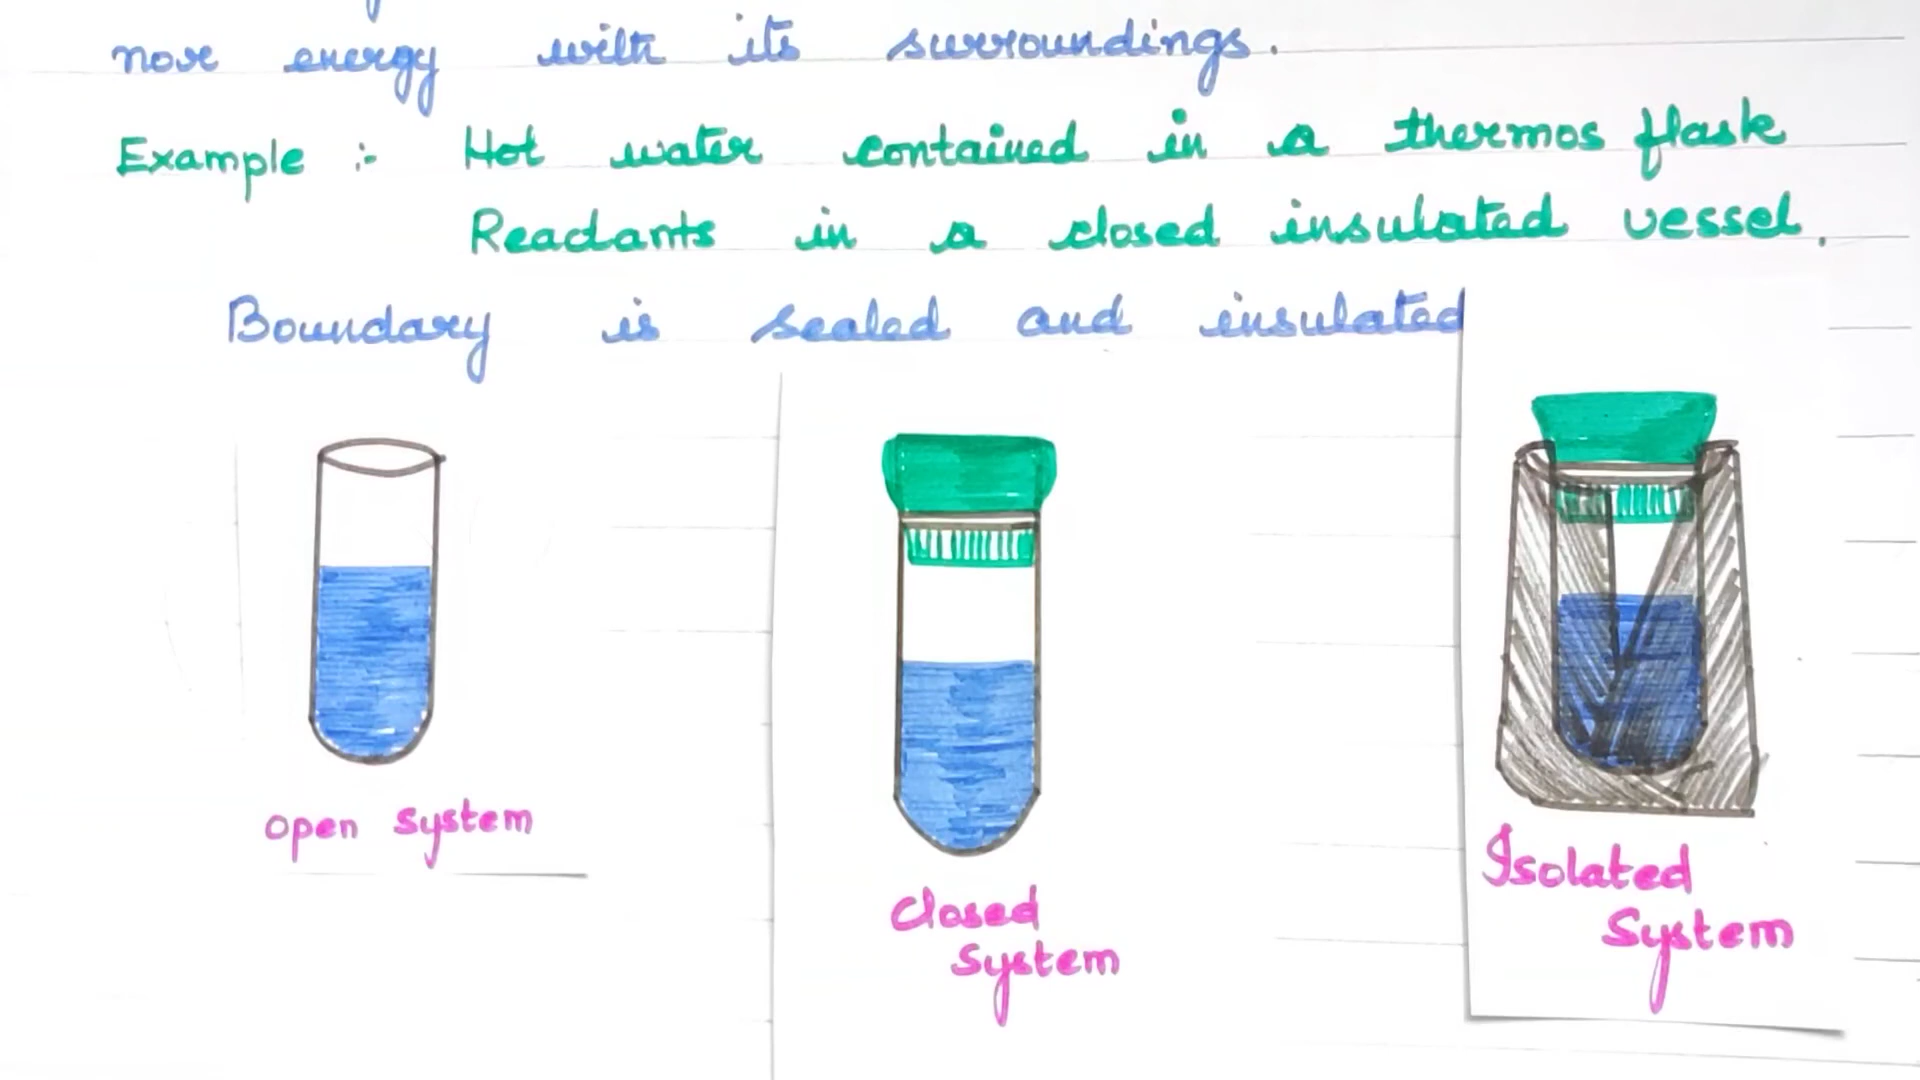 nor energy with its surroundings.
Example :- Hot water contained in a thermos flask
Readants in a closed insulated vessel.
Boundary is sealed and insulated
open system
Closed
System
Isolated
System